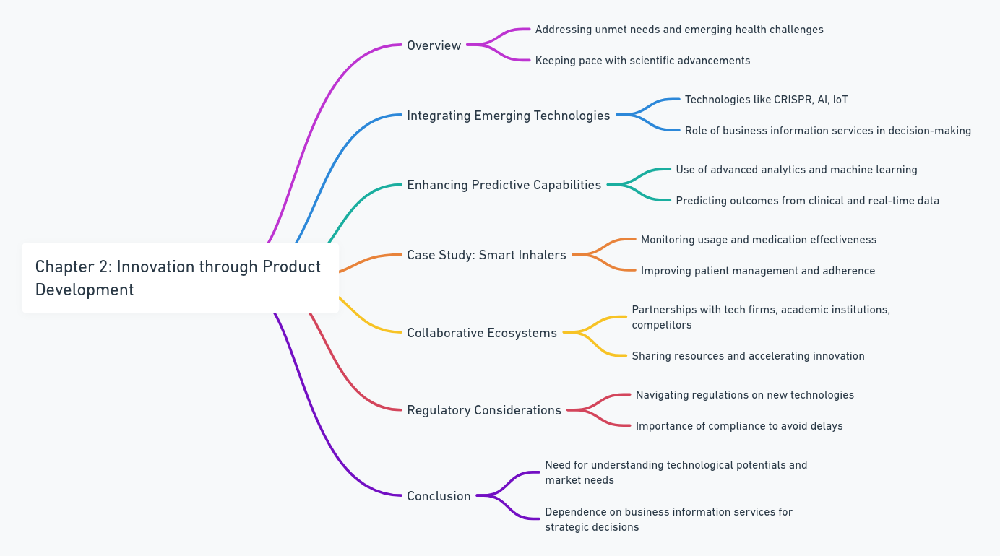 Overview
Addressing unmet needs and emerging health challenges
Keeping pace with scientific advancements
Integrating Emerging Technologies
Technologies like CRISPR, AI, IoT
Role of business information services in decision-making
Enhancing Predictive Capabilities
Use of advanced analytics and machine learning
Predicting outcomes from clinical and real-time data
Chapter 2: Innovation through Product
Development
Case Study: Smart Inhalers
Monitoring usage and medication effectiveness
Improving patient management and adherence
Collaborative Ecosystems
Partnerships with tech firms, academic institutions,
competitors
Sharing resources and accelerating innovation
Regulatory Considerations
Navigating regulations on new technologies
Importance of compliance to avoid delays
Conclusion
Need for understanding technological potentials and
market needs
Dependence on business information services for
strategic decisions